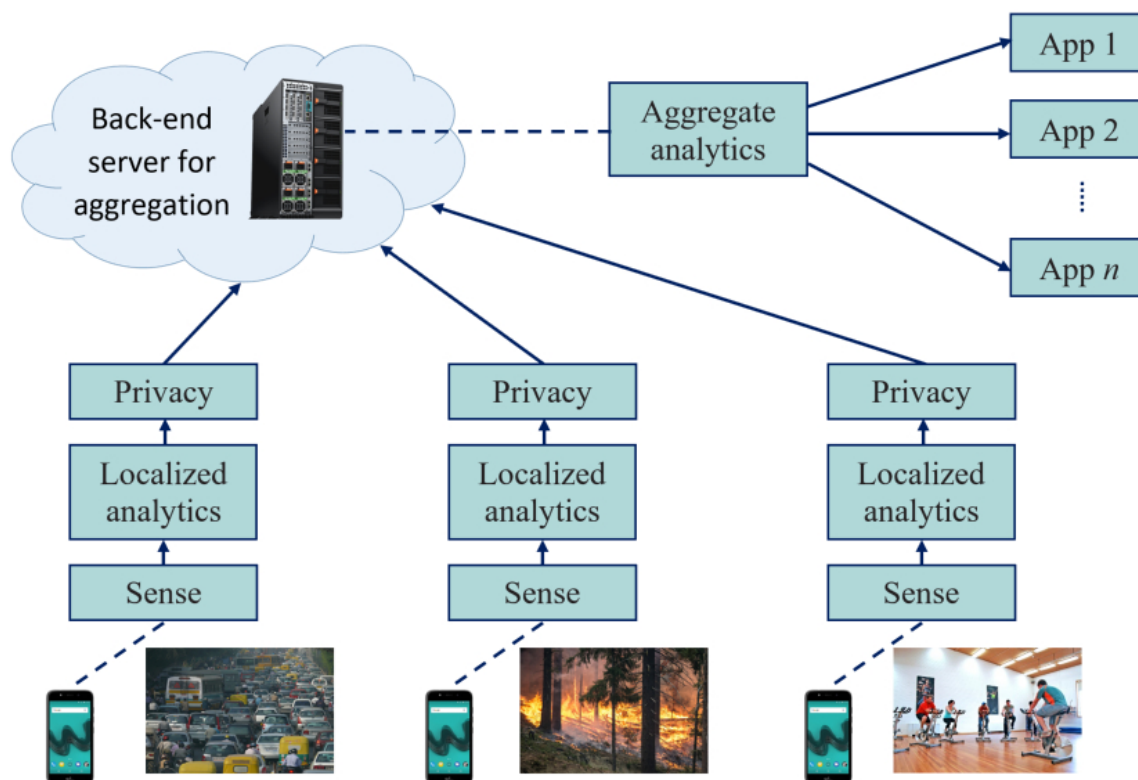 Back-end
server for
aggregation
Aggregate
analytics
App 1
App 2
App n
Privacy
Localized
analytics
Sense
Privacy
Localized
analytics
Sense
Privacy
Localized
analytics
Sense